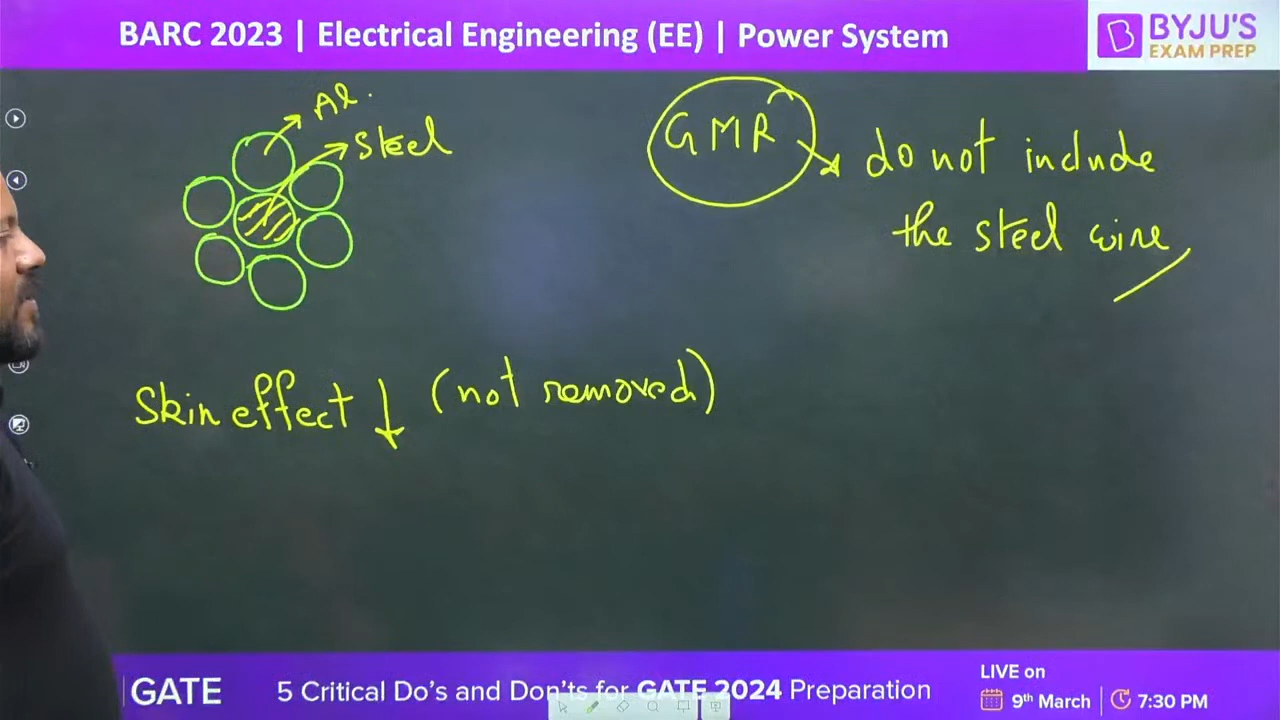 BARC 2023 | Electrical Engineering (EE) | Power System
BYJU'S
EXAM PREP
Al.
Steel
GMR
do not include
the steel wire
Skin effect ↓ (not removed)
GATE
5 Critical Do's and Don'ts for GATE 2024 Preparation
LIVE on
9th March
7:30 PM